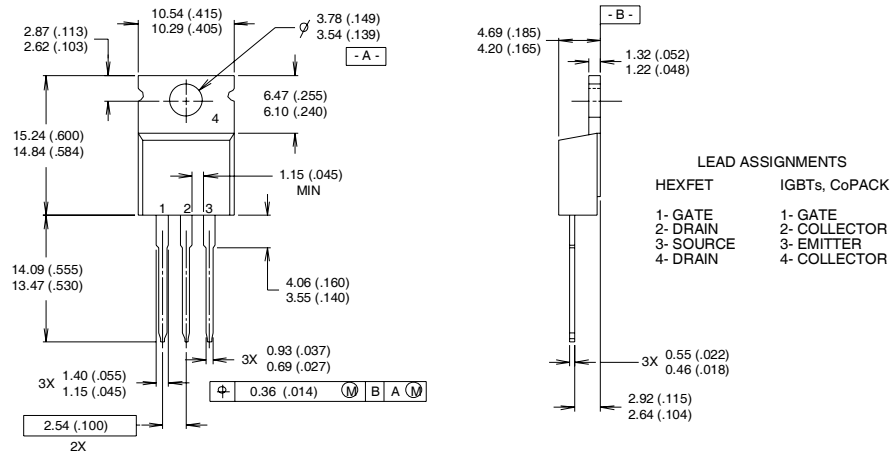 10.54 (.415)
10.29 (.405)
2.87 (.113)
2.62 (.103)
ø 3.78 (.149)
3.54 (.139)
- A -
4
6.47 (.255)
6.10 (.240)
15.24 (.600)
14.84 (.584)
1.15 (.045)
MIN
1 2 3
14.09 (.555)
13.47 (.530)
4.06 (.160)
3.55 (.140)
3X 0.93 (.037)
0.69 (.027)
3X 1.40 (.055)
1.15 (.045)
⌖ 0.36 (.014) Ⓜ B A Ⓜ
2.54 (.100)
2X
- B -
4.69 (.185)
4.20 (.165)
1.32 (.052)
1.22 (.048)
3X 0.55 (.022)
0.46 (.018)
2.92 (.115)
2.64 (.104)
LEAD ASSIGNMENTS
HEXFET
1- GATE
2- DRAIN
3- SOURCE
4- DRAIN
IGBTs, CoPACK
1- GATE
2- COLLECTOR
3- EMITTER
4- COLLECTOR